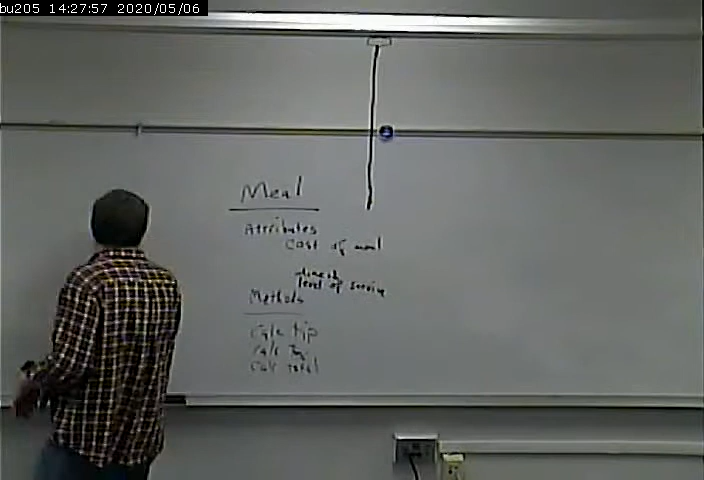 bu205 14:27:57 2020/05/06
Meal
Attributes
Cost of meal
level of service
Methods
Calc tip
Calc Tax
Calc total